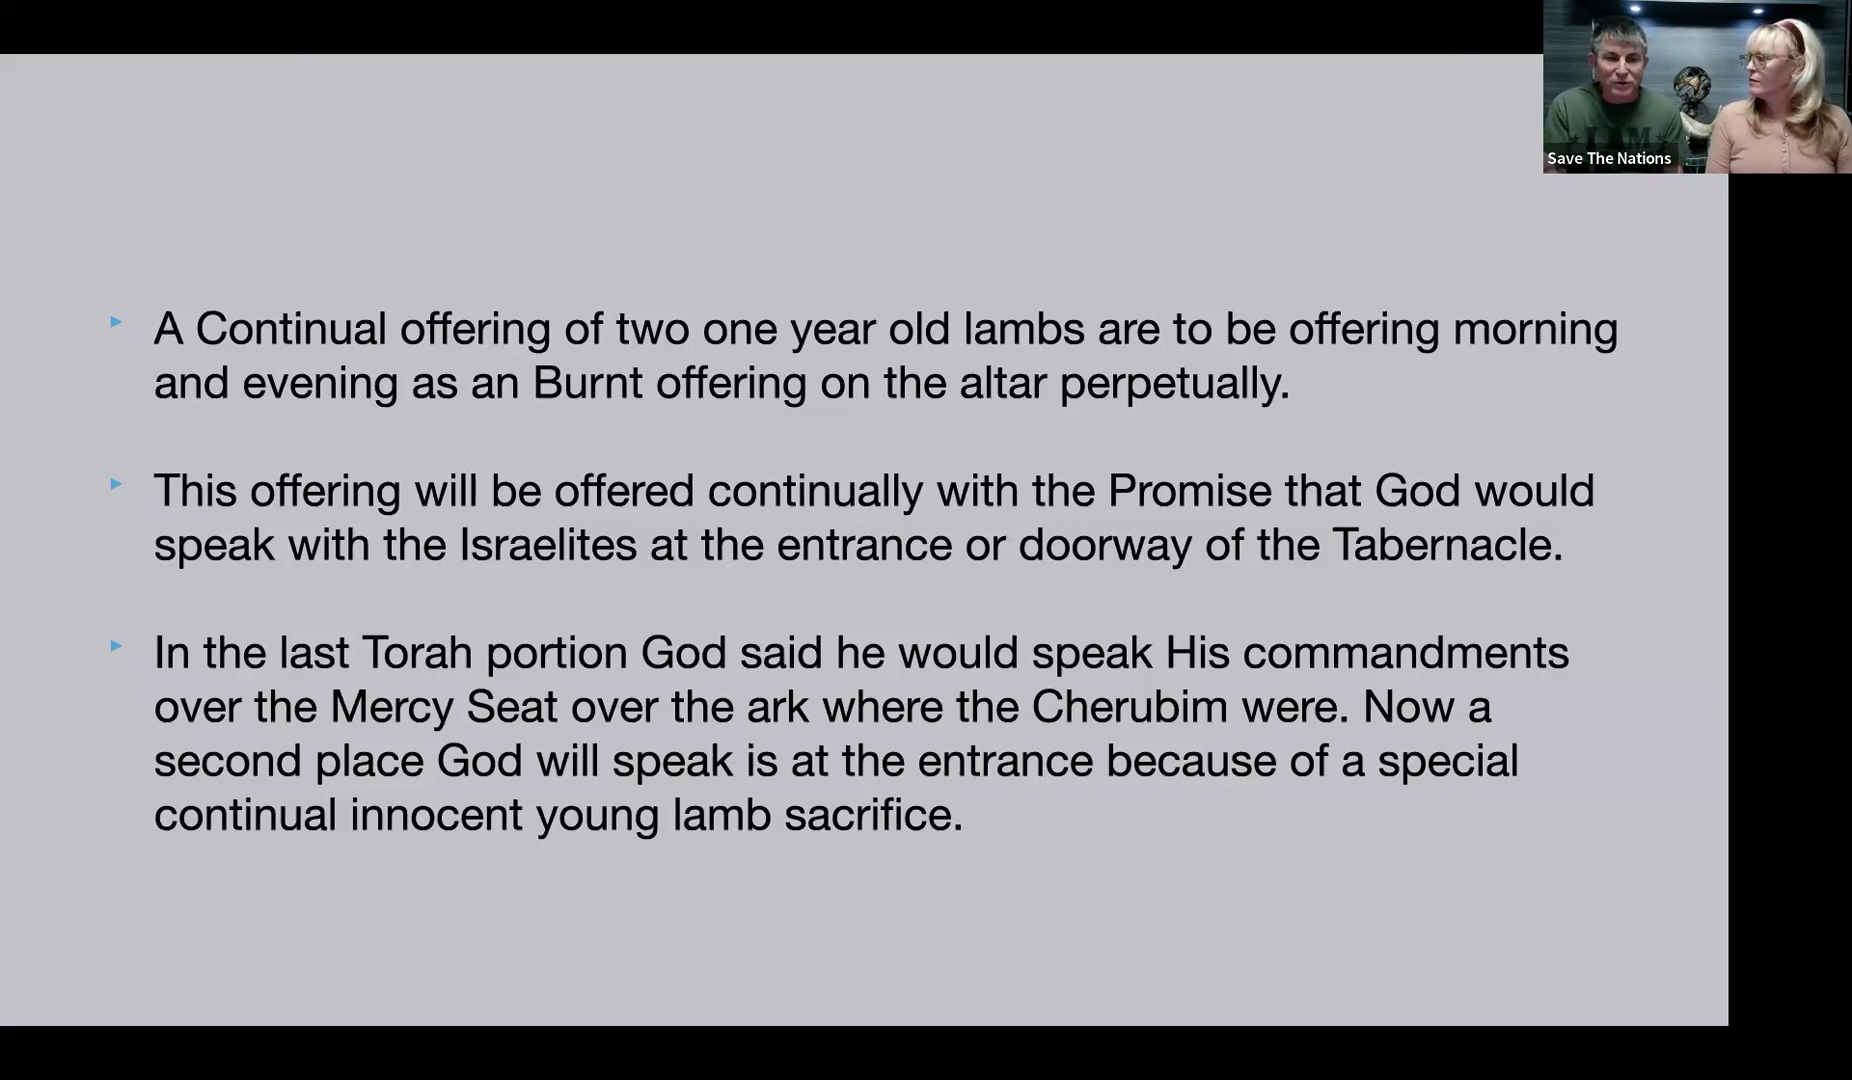 Save The Nations
A Continual offering of two one year old lambs are to be offering morning
and evening as an Burnt offering on the altar perpetually.
This offering will be offered continually with the Promise that God would
speak with the Israelites at the entrance or doorway of the Tabernacle.
In the last Torah portion God said he would speak His commandments
over the Mercy Seat over the ark where the Cherubim were. Now a
second place God will speak is at the entrance because of a special
continual innocent young lamb sacrifice.
I AM